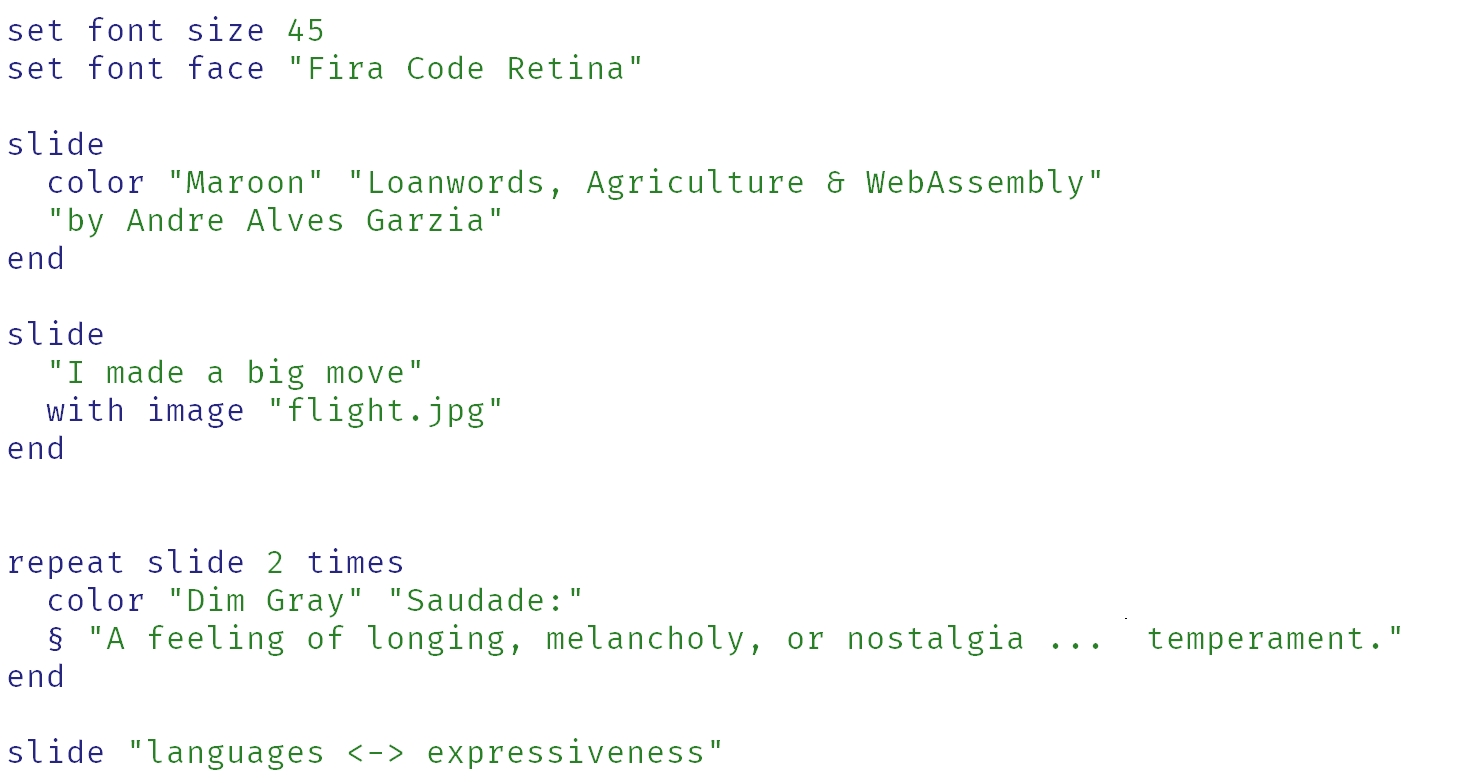 set font size 45
set font face "Fira Code Retina"
slide
color "Maroon" "Loanwords, Agriculture & WebAssembly"
"by Andre Alves Garzia"
end
slide
"I made a big move"
with image "flight.jpg"
end
repeat slide 2 times
color "Dim Gray" "Saudade:"
§ "A feeling of longing, melancholy, or nostalgia ... temperament."
end
slide "languages <-> expressiveness"